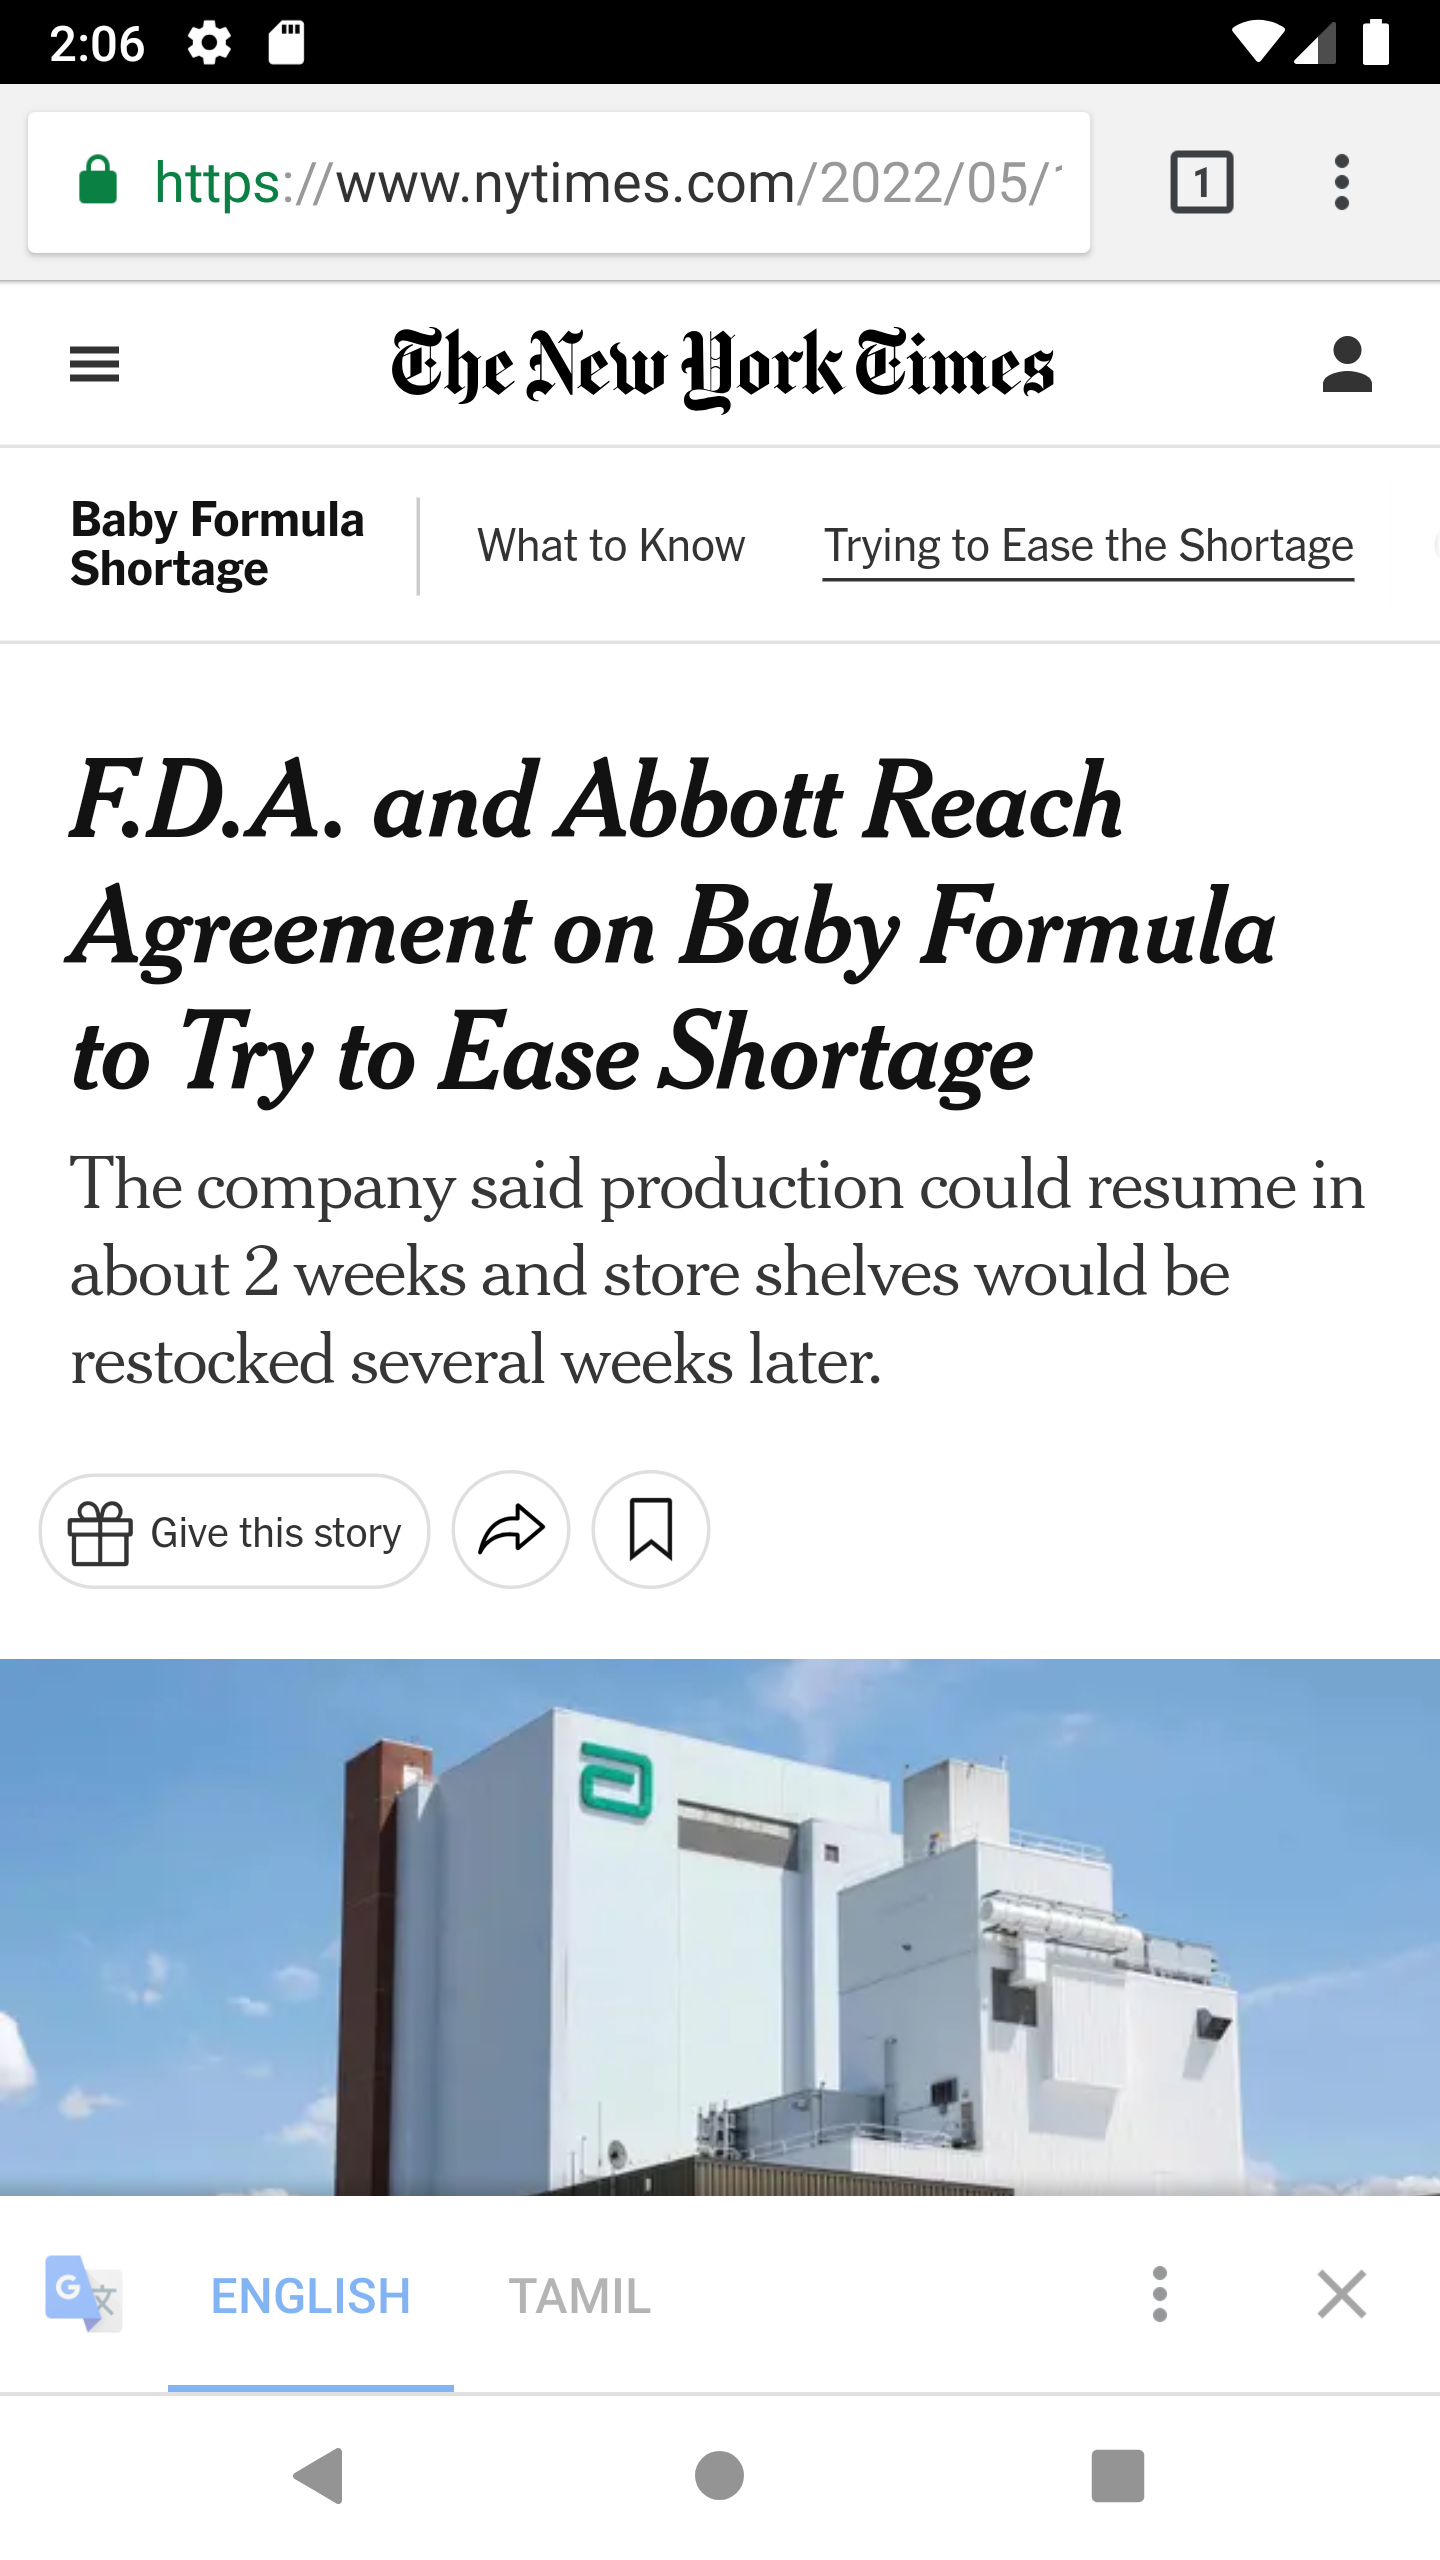 2:06
https://www.nytimes.com/2022/05/
1
The New York Times
Baby Formula
Shortage
What to Know
Trying to Ease the Shortage
F.D.A. and Abbott Reach
Agreement on Baby Formula
to Try to Ease Shortage
The company said production could resume in
about 2 weeks and store shelves would be
restocked several weeks later.
Give this story
ENGLISH
TAMIL